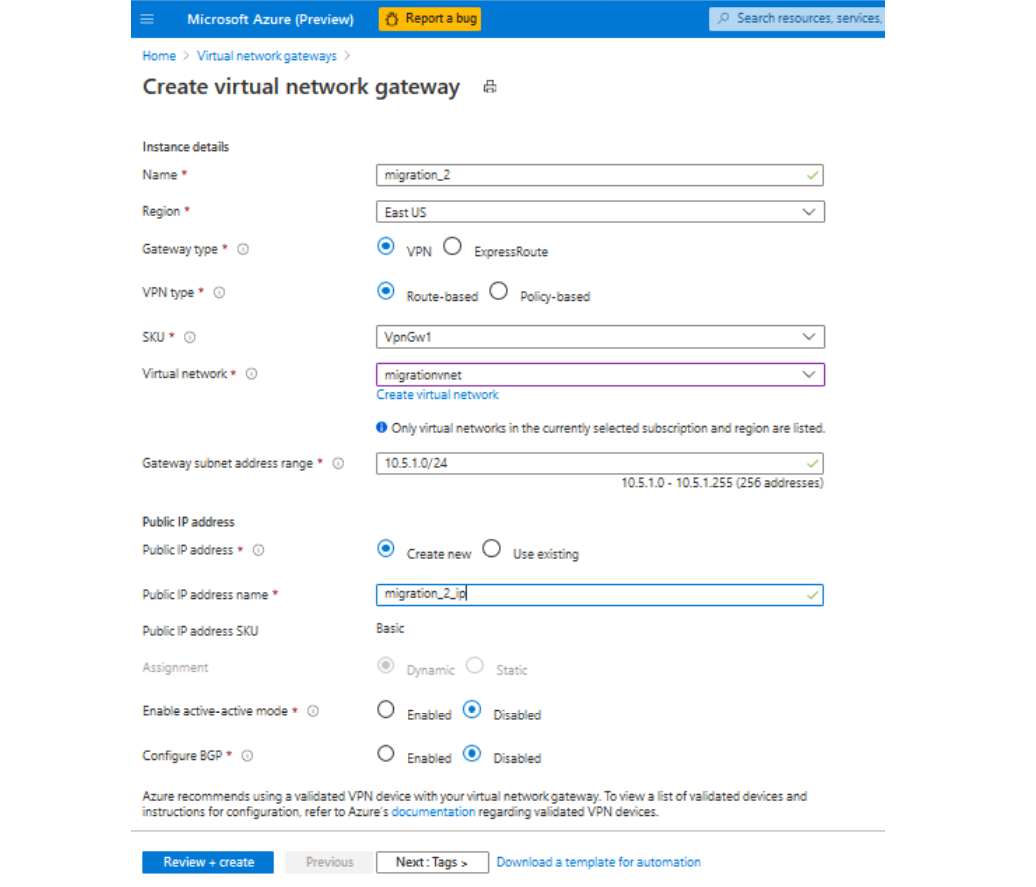 Microsoft Azure (Preview)
Report a bug
Search resources, services,
Home > Virtual network gateways >
Create virtual network gateway
Instance details
Name * migration_2
Region * East US
Gateway type * VPN ExpressRoute
VPN type * Route-based Policy-based
SKU * VpnGw1
Virtual network * migrationvnet
Create virtual network
Only virtual networks in the currently selected subscription and region are listed.
Gateway subnet address range * 10.5.1.0/24
10.5.1.0 - 10.5.1.255 (256 addresses)
Public IP address
Public IP address * Create new Use existing
Public IP address name * migration_2_ip
Public IP address SKU Basic
Assignment Dynamic Static
Enable active-active mode * Enabled Disabled
Configure BGP * Enabled Disabled
Azure recommends using a validated VPN device with your virtual network gateway. To view a list of validated devices and
instructions for configuration, refer to Azure's documentation regarding validated VPN devices.
Review + create Previous Next : Tags > Download a template for automation